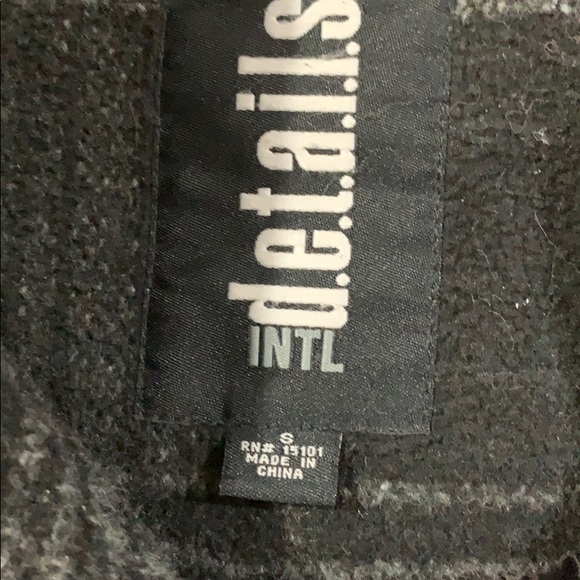 d.e.t.a.i.l.s
INTL
S
RN# 15101
MADE IN
CHINA